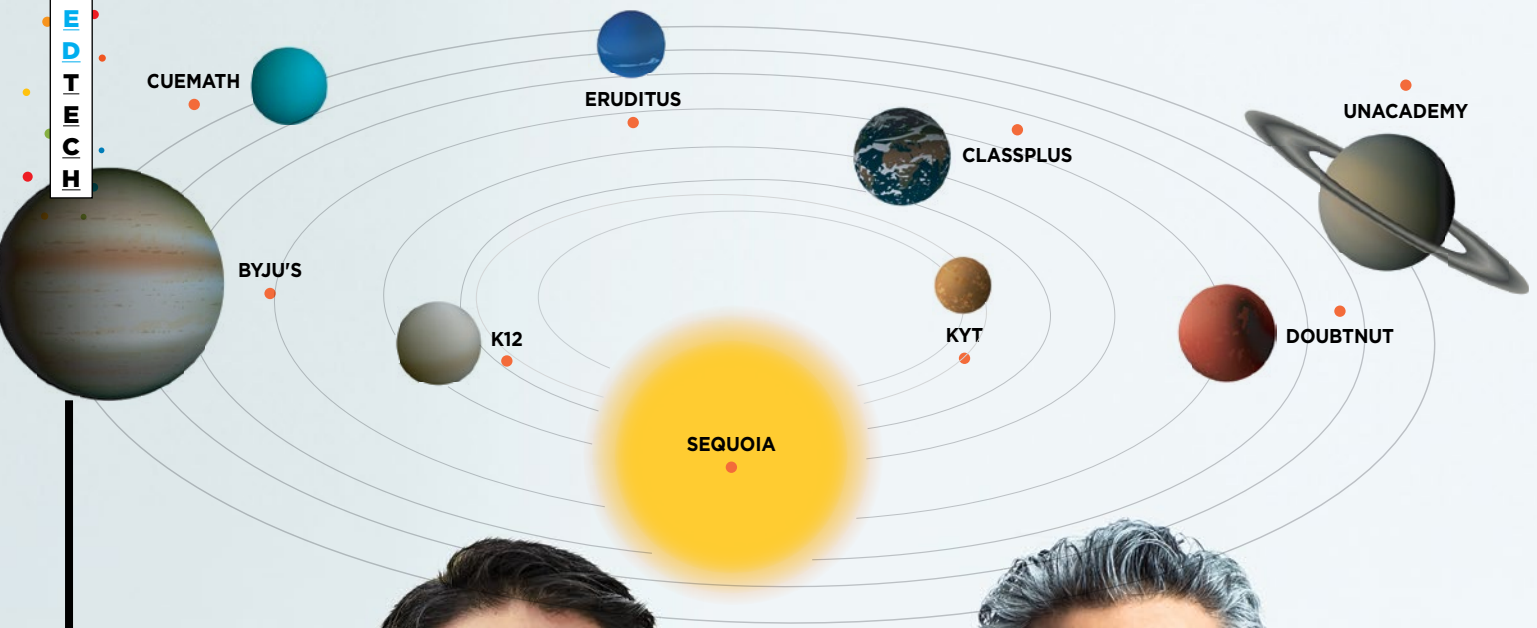 EDTECH
CUEMATH
ERUDITUS
UNACADEMY
CLASSPLUS
BYJU'S
K12
KYT
DOUBTNUT
SEQUOIA